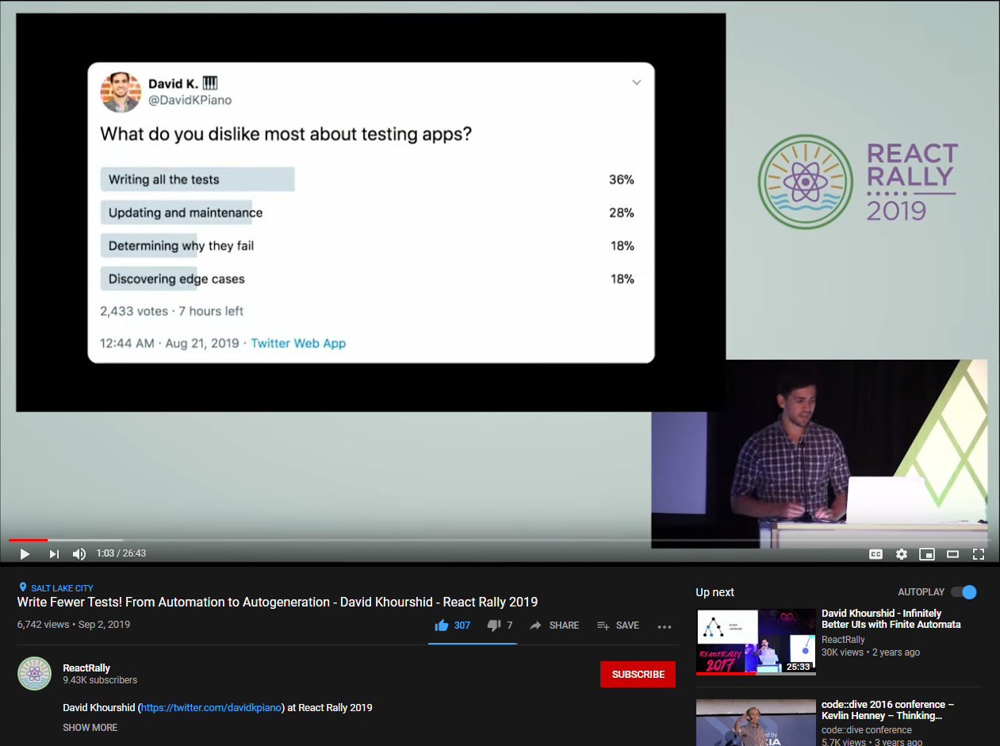 David K. 🎹
@DavidKPiano
What do you dislike most about testing apps?
Writing all the tests 36%
Updating and maintenance 28%
Determining why they fail 18%
Discovering edge cases 18%
2,433 votes · 7 hours left
12:44 AM · Aug 21, 2019 · Twitter Web App
REACT
RALLY
2019
1:03 / 26:43
CC
SALT LAKE CITY
Write Fewer Tests! From Automation to Autogeneration - David Khourshid - React Rally 2019
6,742 views • Sep 2, 2019
307 7 SHARE SAVE
ReactRally
9.43K subscribers
SUBSCRIBE
David Khourshid (https://twitter.com/davidkpiano) at React Rally 2019
SHOW MORE
Up next AUTOPLAY
REACTRALLY
2017
25:33
David Khourshid - Infinitely
Better UIs with Finite Automata
ReactRally
30K views • 2 years ago
code::dive 2016 conference –
Kevlin Henney – Thinking...
code::dive conference
5.7K views • 3 years ago